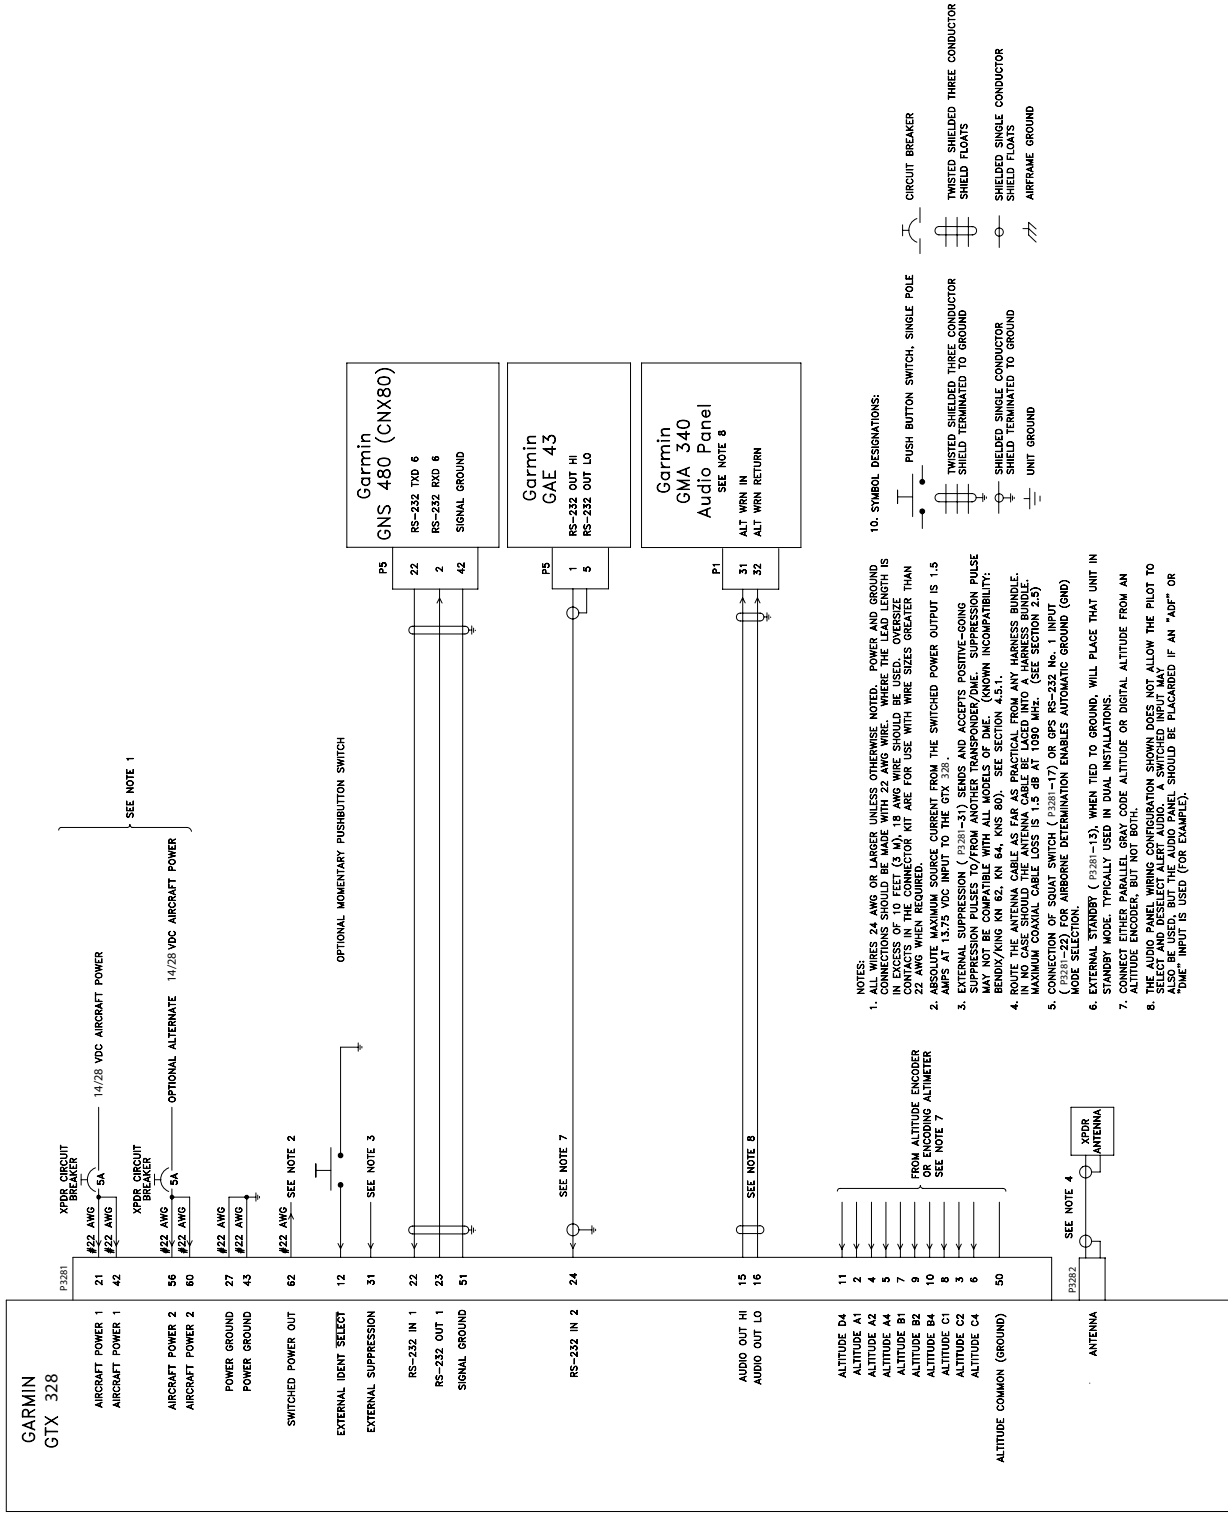 GARMIN
GTX 328
P3281
AIRCRAFT POWER 1 21 #22 AWG
AIRCRAFT POWER 1 42 #22 AWG
XPDR CIRCUIT
BREAKER
5A
14/28 VDC AIRCRAFT POWER
AIRCRAFT POWER 2 56 #22 AWG
AIRCRAFT POWER 2 60 #22 AWG
XPDR CIRCUIT
BREAKER
5A
OPTIONAL ALTERNATE 14/28 VDC AIRCRAFT POWER
SEE NOTE 1
POWER GROUND 27 #22 AWG
POWER GROUND 43 #22 AWG
SWITCHED POWER OUT 62 #22 AWG SEE NOTE 2
EXTERNAL IDENT SELECT 12 OPTIONAL MOMENTARY PUSHBUTTON SWITCH
EXTERNAL SUPPRESSION 31 SEE NOTE 3
RS-232 IN 1 22
RS-232 OUT 1 23
SIGNAL GROUND 51
P5
Garmin
GNS 480 (CNX80)
22 RS-232 TXD 6
2 RS-232 RXD 6
42 SIGNAL GROUND
RS-232 IN 2 24 SEE NOTE 7
P5
Garmin
GAE 43
1 RS-232 OUT HI
5 RS-232 OUT LO
AUDIO OUT HI 15
AUDIO OUT LO 16
SEE NOTE 8
P1
Garmin
GMA 340
Audio Panel
SEE NOTE 8
31 ALT WRN IN
32 ALT WRN RETURN
ALTITUDE D4 11
ALTITUDE A1 2
ALTITUDE A2 4
ALTITUDE A4 5
ALTITUDE B1 7
ALTITUDE B2 9
ALTITUDE B4 10
ALTITUDE C1 8
ALTITUDE C2 3
ALTITUDE C4 6
ALTITUDE COMMON (GROUND) 50
FROM ALTITUDE ENCODER
OR ENCODING ALTIMETER
SEE NOTE 7
P3282
ANTENNA
SEE NOTE 4
XPDR
ANTENNA
NOTES:
1. ALL WIRES 24 AWG OR LARGER UNLESS OTHERWISE NOTED. POWER AND GROUND
CONNECTIONS SHOULD BE MADE WITH 22 AWG WIRE. WHERE THE LEAD LENGTH IS
IN EXCESS OF 10 FEET (3 M), 18 AWG WIRE SHOULD BE USED. OVERSIZE
CONTACTS IN THE CONNECTOR KIT ARE FOR USE WITH WIRE SIZES GREATER THAN
22 AWG WHEN REQUIRED.
2. ABSOLUTE MAXIMUM SOURCE CURRENT FROM THE SWITCHED POWER OUTPUT IS 1.5
AMPS AT 13.75 VDC INPUT TO THE GTX 328.
3. EXTERNAL SUPPRESSION ( P3281-31) SENDS AND ACCEPTS POSITIVE-GOING
SUPPRESSION PULSES TO/FROM ANOTHER TRANSPONDER/DME. SUPPRESSION PULSE
MAY NOT BE COMPATIBLE WITH ALL MODELS OF DME. (KNOWN INCOMPATIBILITY:
BENDIX/KING KN 62, KN 64, KNS 80). SEE SECTION 4.5.1.
4. ROUTE THE ANTENNA CABLE AS FAR AS PRACTICAL FROM ANY HARNESS BUNDLE.
IN NO CASE SHOULD THE ANTENNA CABLE BE LACED INTO A HARNESS BUNDLE.
MAXIMUM COAXIAL CABLE LOSS IS 1.5 dB AT 1090 MHz. (SEE SECTION 2.5)
5. CONNECTION OF SQUAT SWITCH ( P3281-17) OR GPS RS-232 No. 1 INPUT
( P3281-22) FOR AIRBORNE DETERMINATION ENABLES AUTOMATIC GROUND (GND)
MODE SELECTION.
6. EXTERNAL STANDBY ( P3281-13), WHEN TIED TO GROUND, WILL PLACE THAT UNIT IN
STANDBY MODE. TYPICALLY USED IN DUAL INSTALLATIONS.
7. CONNECT EITHER PARALLEL GRAY CODE ALTITUDE OR DIGITAL ALTITUDE FROM AN
ALTITUDE ENCODER, BUT NOT BOTH.
8. THE AUDIO PANEL WIRING CONFIGURATION SHOWN DOES NOT ALLOW THE PILOT TO
SELECT AND DESELECT ALERT AUDIO. A SWITCHED INPUT MAY
ALSO BE USED, BUT THE AUDIO PANEL SHOULD BE PLACARDED IF AN "ADF" OR
"DME" INPUT IS USED (FOR EXAMPLE).
10. SYMBOL DESIGNATIONS:
PUSH BUTTON SWITCH, SINGLE POLE
CIRCUIT BREAKER
TWISTED SHIELDED THREE CONDUCTOR
SHIELD TERMINATED TO GROUND
TWISTED SHIELDED THREE CONDUCTOR
SHIELD FLOATS
SHIELDED SINGLE CONDUCTOR
SHIELD TERMINATED TO GROUND
SHIELDED SINGLE CONDUCTOR
SHIELD FLOATS
UNIT GROUND
AIRFRAME GROUND